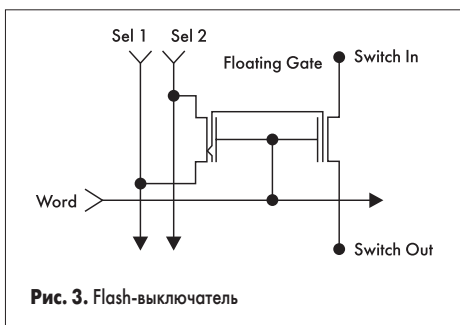 Sel 1 Sel 2
Floating Gate
Switch In
Word
Switch Out
Рис. 3. Flash-выключатель